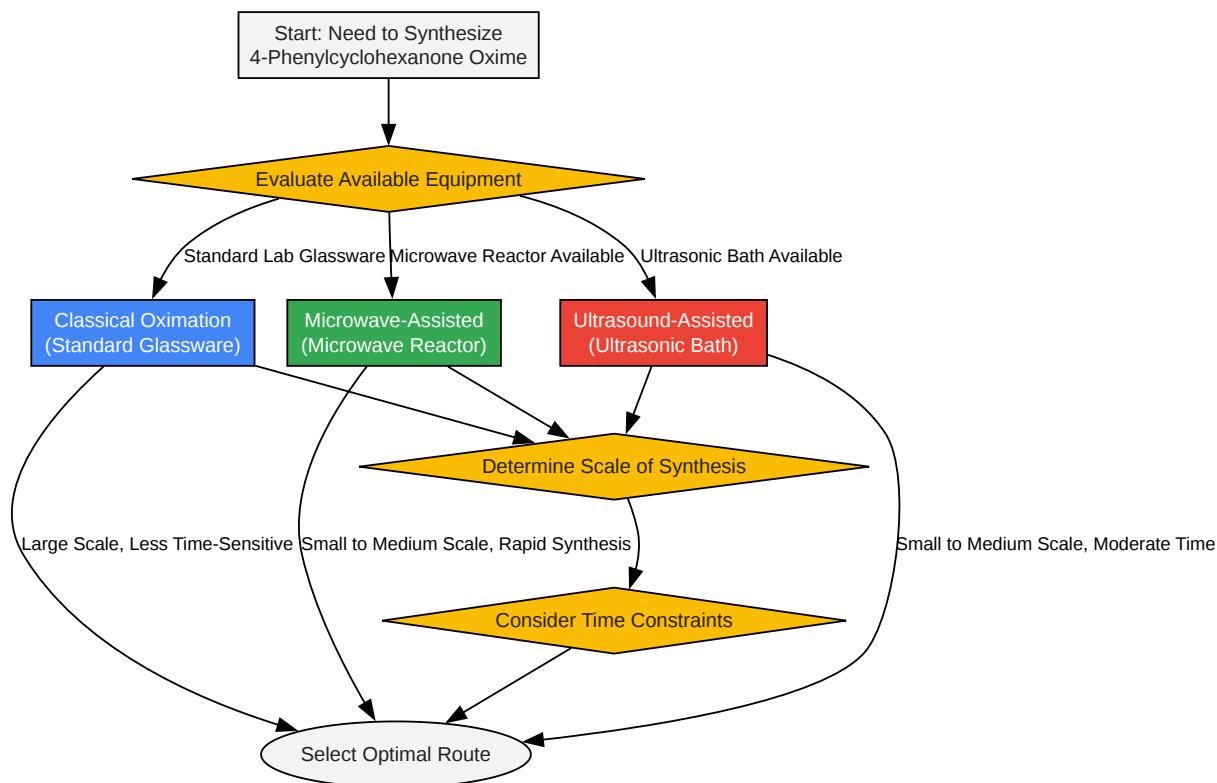 Start: Need to Synthesize
4-Phenylcyclohexanone Oxime
Evaluate Available Equipment
Standard Lab Glassware
Microwave Reactor Available
Ultrasonic Bath Available
Classical Oximation
(Standard Glassware)
Microwave-Assisted
(Microwave Reactor)
Ultrasound-Assisted
(Ultrasonic Bath)
Determine Scale of Synthesis
Large Scale, Less Time-Sensitive
Small to Medium Scale, Rapid Synthesis
Small to Medium Scale, Moderate Time
Consider Time Constraints
Select Optimal Route